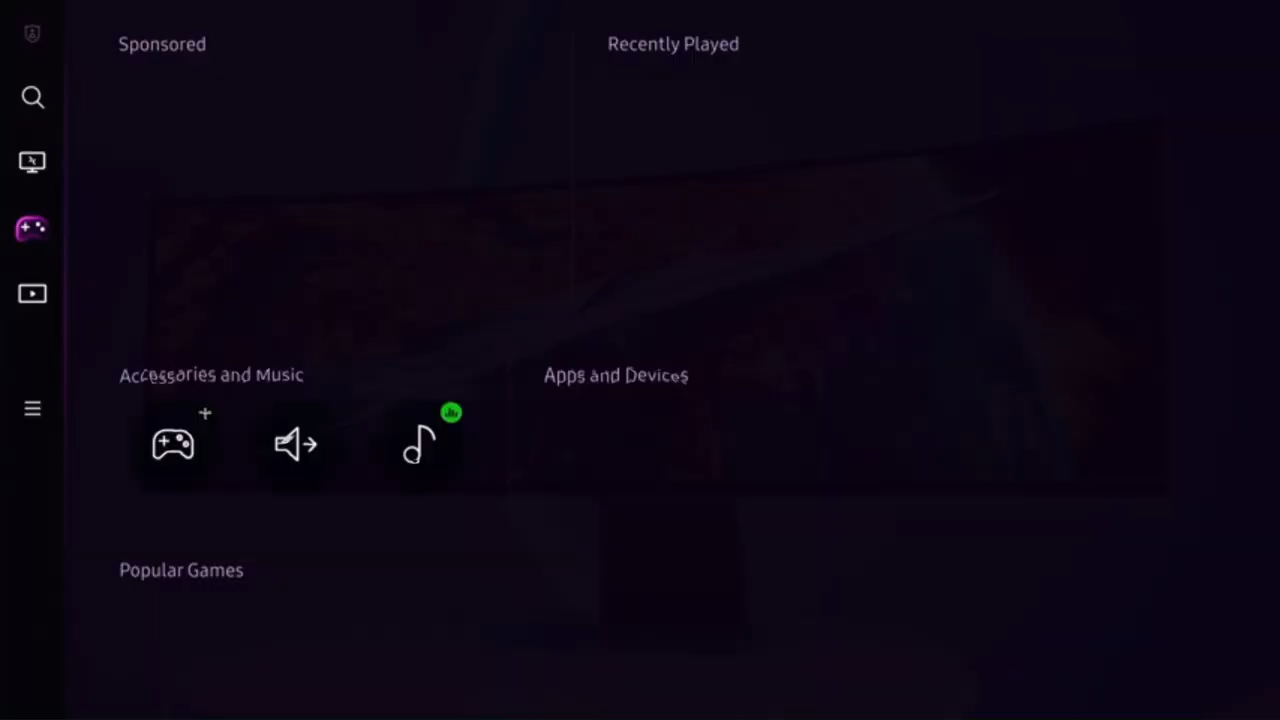 Sponsored
Recently Played
Accessories and Music
Apps and Devices
Popular Games